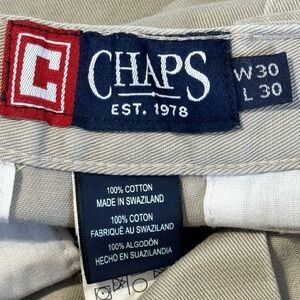 C CHAPS
EST. 1978
W30
L 30
100% COTTON
MADE IN SWAZILAND
100% COTON
FABRIQUÉ AU SWAZILAND
100% ALGODÓN
HECHO EN SUAZILANDIA